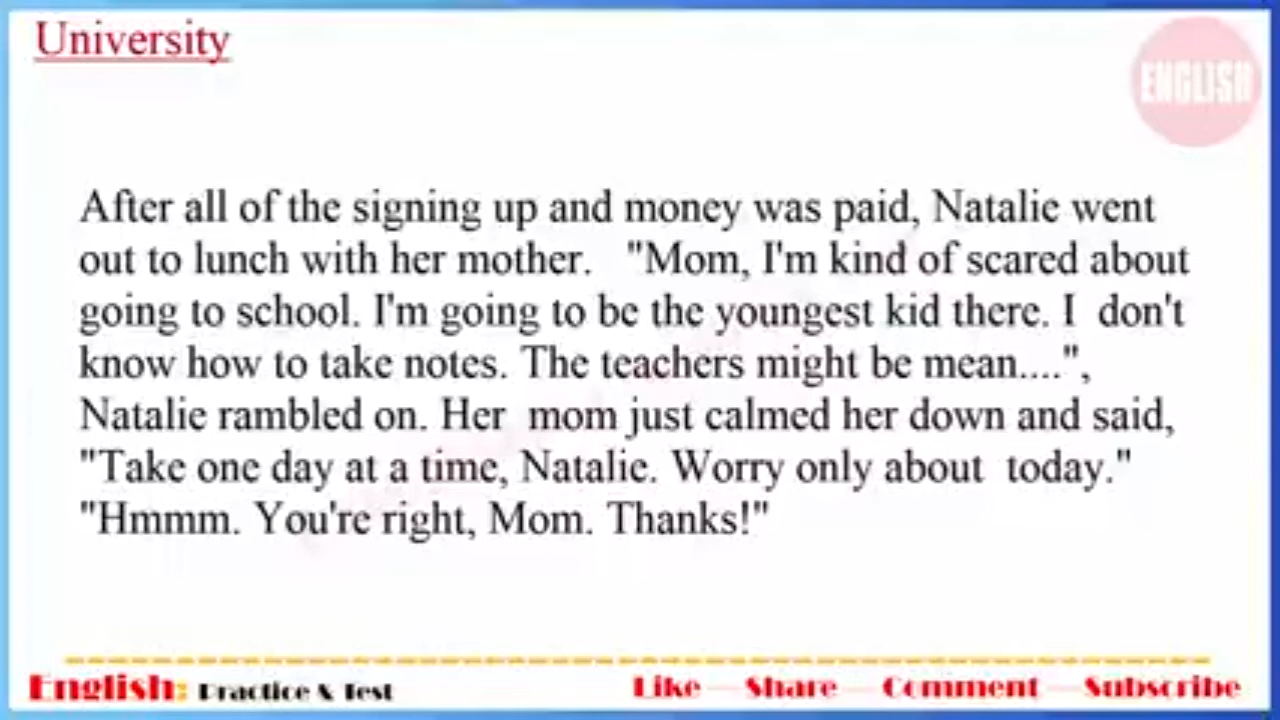 University
ENGLISH
After all of the signing up and money was paid, Natalie went
out to lunch with her mother. "Mom, I'm kind of scared about
going to school. I'm going to be the youngest kid there. I don't
know how to take notes. The teachers might be mean....",
Natalie rambled on. Her mom just calmed her down and said,
"Take one day at a time, Natalie. Worry only about today."
"Hmmm. You're right, Mom. Thanks!"
English: Practice & Test
Like — Share — Comment — Subscribe